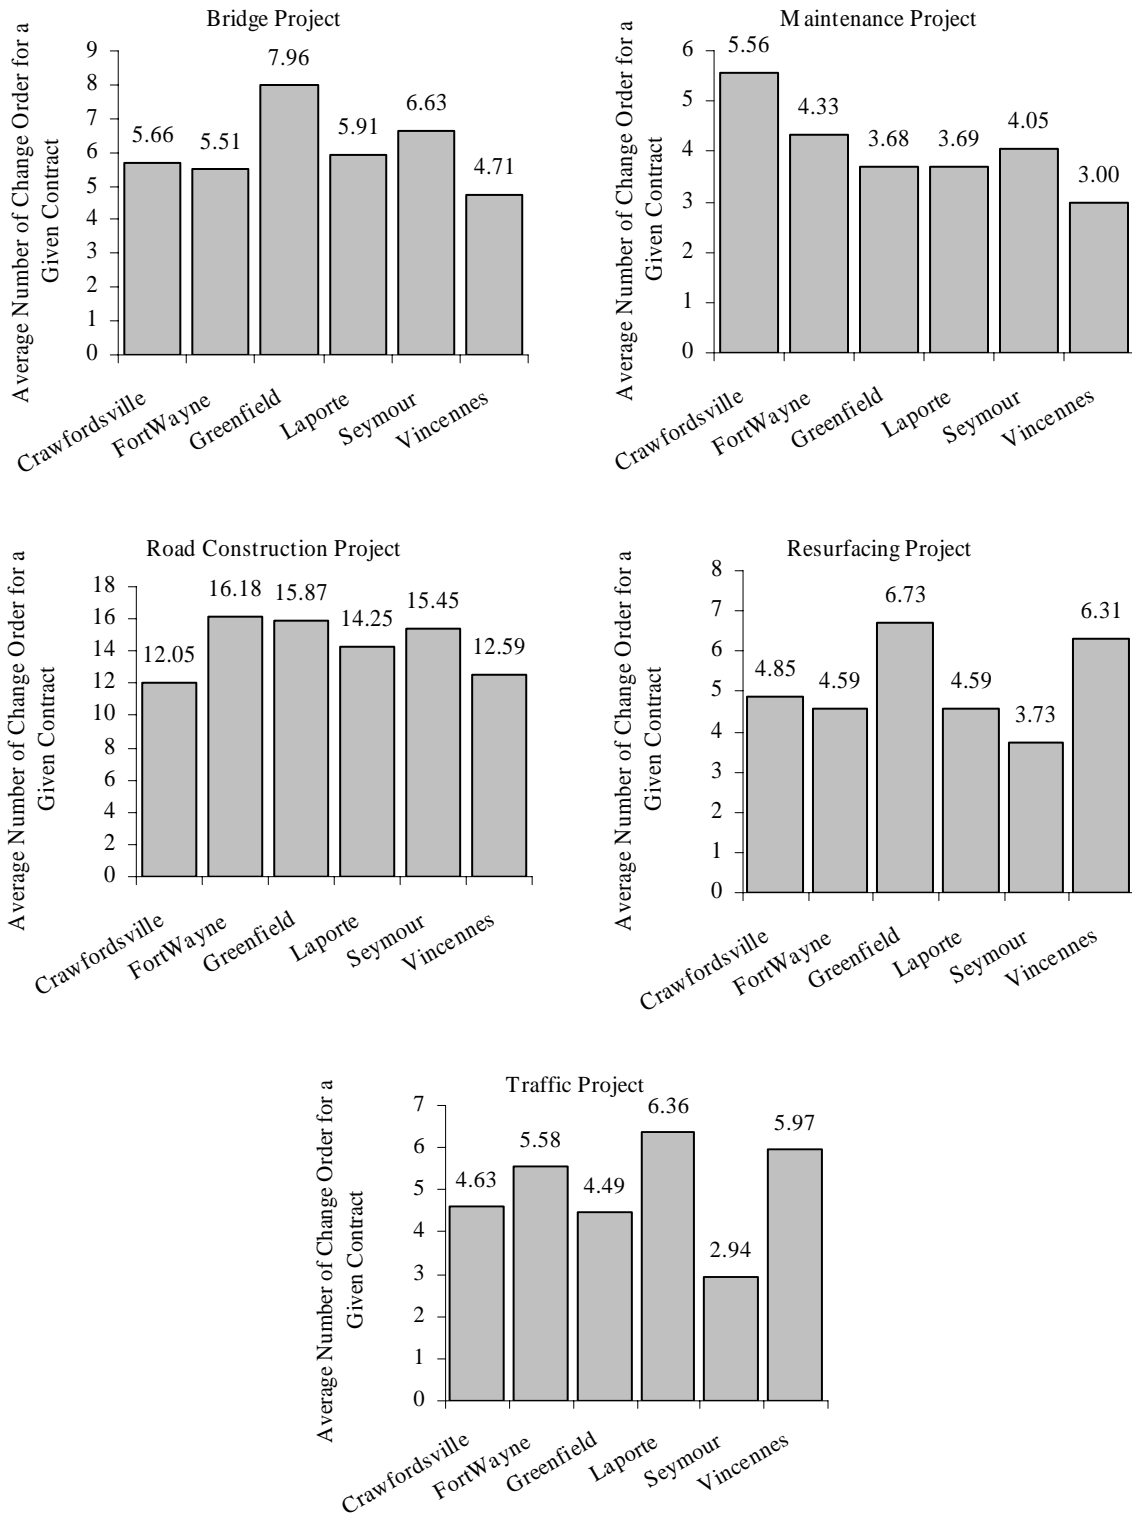 Bridge Project
Average Number of Change Order for a
Given Contract
9
8
7
6
5
4
3
2
1
0
5.66
5.51
7.96
5.91
6.63
4.71
Crawfordsville
FortWayne
Greenfield
Laporte
Seymour
Vincennes
Maintenance Project
Average Number of Change Order for a
Given Contract
6
5
4
3
2
1
0
5.56
4.33
3.68
3.69
4.05
3.00
Crawfordsville
FortWayne
Greenfield
Laporte
Seymour
Vincennes
Road Construction Project
Average Number of Change Order for a
Given Contract
18
16
14
12
10
8
6
4
2
0
12.05
16.18
15.87
14.25
15.45
12.59
Crawfordsville
FortWayne
Greenfield
Laporte
Seymour
Vincennes
Resurfacing Project
Average Number of Change Order for a
Given Contract
8
7
6
5
4
3
2
1
0
4.85
4.59
6.73
4.59
3.73
6.31
Crawfordsville
FortWayne
Greenfield
Laporte
Seymour
Vincennes
Traffic Project
Average Number of Change Order for a
Given Contract
7
6
5
4
3
2
1
0
4.63
5.58
4.49
6.36
2.94
5.97
Crawfordsville
FortWayne
Greenfield
Laporte
Seymour
Vincennes